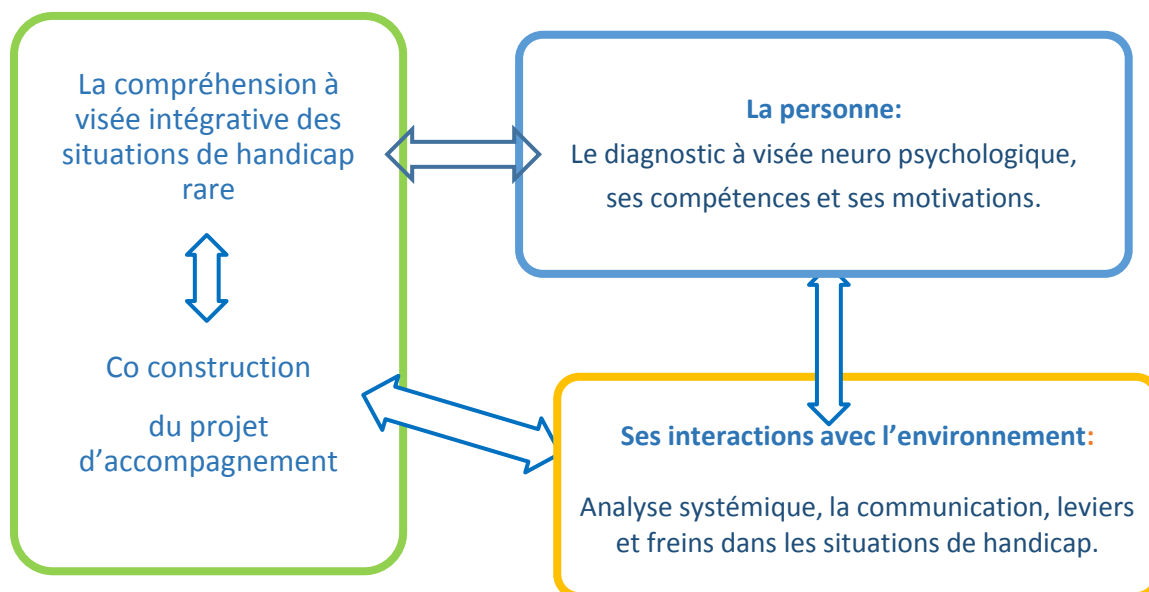 La compréhension à
visée intégrative des
situations de handicap
rare
Co construction
du projet
d’accompagnement
La personne:
Le diagnostic à visée neuro psychologique,
ses compétences et ses motivations.
Ses interactions avec l’environnement:
Analyse systémique, la communication, leviers
et freins dans les situations de handicap.